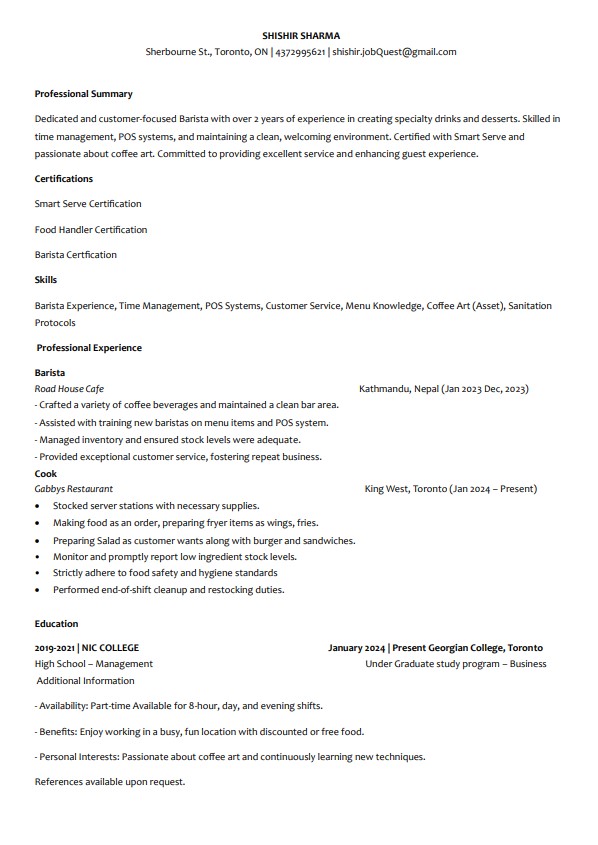 SHISHIR SHARMA
Sherbourne St., Toronto, ON | 4372995621 | shishir.jobQuest@gmail.com
Professional Summary
Dedicated and customer-focused Barista with over 2 years of experience in creating specialty drinks and desserts. Skilled in
time management, POS systems, and maintaining a clean, welcoming environment. Certified with Smart Serve and
passionate about coffee art. Committed to providing excellent service and enhancing guest experience.
Certifications
Smart Serve Certification
Food Handler Certification
Barista Certfication
Skills
Barista Experience, Time Management, POS Systems, Customer Service, Menu Knowledge, Coffee Art (Asset), Sanitation
Protocols
Professional Experience
Barista
Road House Cafe Kathmandu, Nepal (Jan 2023 Dec, 2023)
- Crafted a variety of coffee beverages and maintained a clean bar area.
- Assisted with training new baristas on menu items and POS system.
- Managed inventory and ensured stock levels were adequate.
- Provided exceptional customer service, fostering repeat business.
Cook
Gabbys Restaurant King West, Toronto (Jan 2024 – Present)
• Stocked server stations with necessary supplies.
• Making food as an order, preparing fryer items as wings, fries.
• Preparing Salad as customer wants along with burger and sandwiches.
• Monitor and promptly report low ingredient stock levels.
• Strictly adhere to food safety and hygiene standards
• Performed end-of-shift cleanup and restocking duties.
Education
2019-2021 | NIC COLLEGE January 2024 | Present Georgian College, Toronto
High School – Management Under Graduate study program – Business
Additional Information
- Availability: Part-time Available for 8-hour, day, and evening shifts.
- Benefits: Enjoy working in a busy, fun location with discounted or free food.
- Personal Interests: Passionate about coffee art and continuously learning new techniques.
References available upon request.